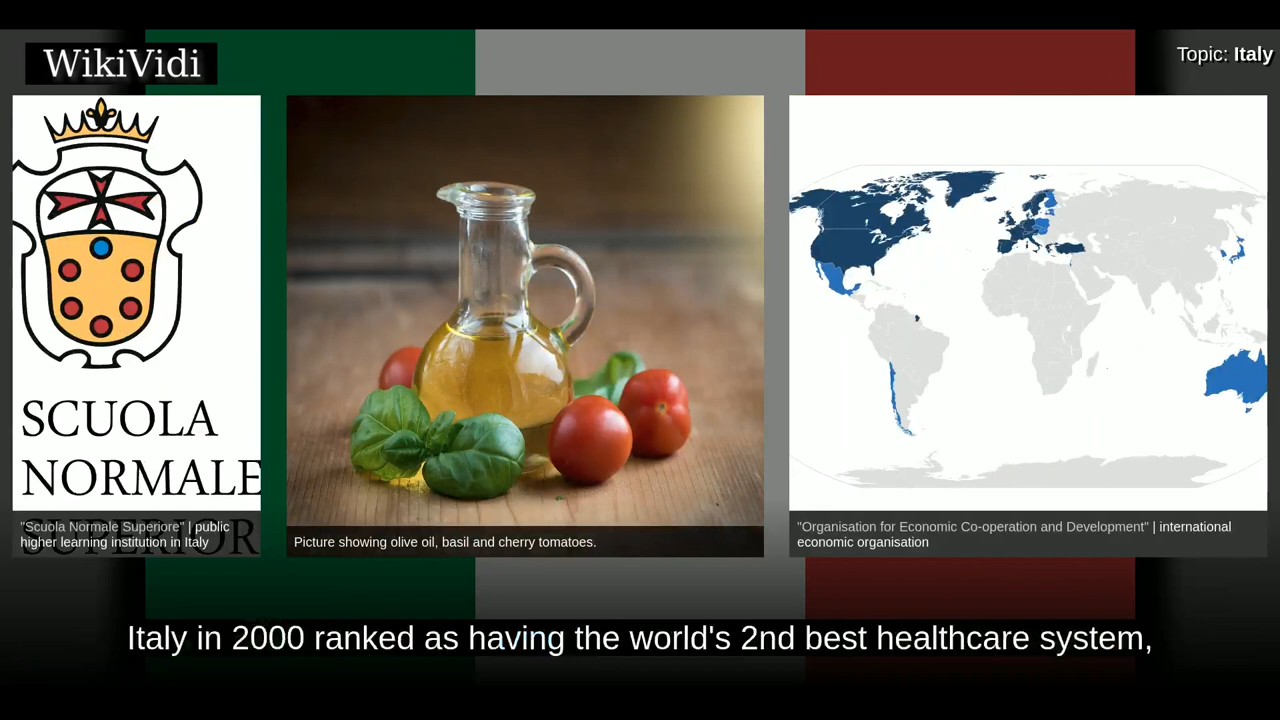 WikiVidi
Topic: Italy
SCUOLA
NORMALE
SUPERIOR
"Scuola Normale Superiore" | public
higher learning institution in Italy
Picture showing olive oil, basil and cherry tomatoes.
"Organisation for Economic Co-operation and Development" | international
economic organisation
Italy in 2000 ranked as having the world's 2nd best healthcare system,